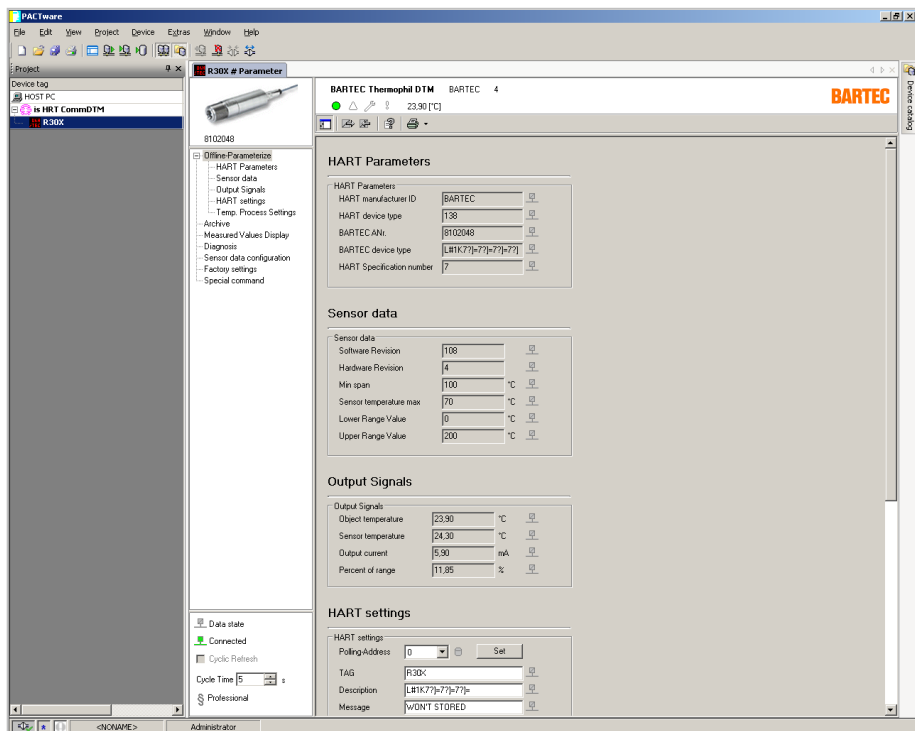 PACTware
File Edit View Project Device Extras Window Help
Project
Device tag
HOST PC
is HRT CommDTM
R30X
R30X # Parameter
8102048
BARTEC Thermophil DTM BARTEC 4
23,90 [°C]
BARTEC
Device catalog
Offline-Parameterize
HART Parameters
Sensor data
Output Signals
HART settings
Temp. Process Settings
Archive
Measured Values Display
Diagnosis
Sensor data configuration
Factory settings
Special command
HART Parameters
HART Parameters
HART manufacturer ID BARTEC
HART device type 138
BARTEC ANr. 8102048
BARTEC device type L#1K7?]=7?]=7?]=7?]
HART Specification number 7
Sensor data
Sensor data
Software Revision 108
Hardware Revision 4
Min span 100 °C
Sensor temperature max 70 °C
Lower Range Value 0 °C
Upper Range Value 200 °C
Output Signals
Output Signals
Object temperature 23,90 °C
Sensor temperature 24,30 °C
Output current 5,90 mA
Percent of range 11,85 %
HART settings
HART settings
Polling-Address 0 Set
TAG R30X
Description L#1K7?]=7?]=7?]=
Message WON'T STORED
Data state
Connected
Cyclic Refresh
Cycle Time 5 s
§ Professional
<NONAME> Administrator